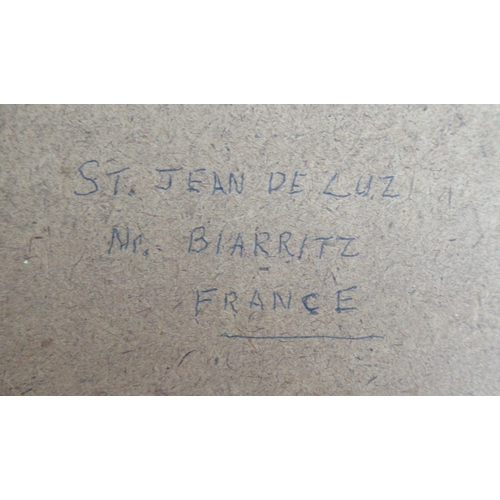 ST. JEAN DE LUZ
Nr. BIARRITZ
FRANCE